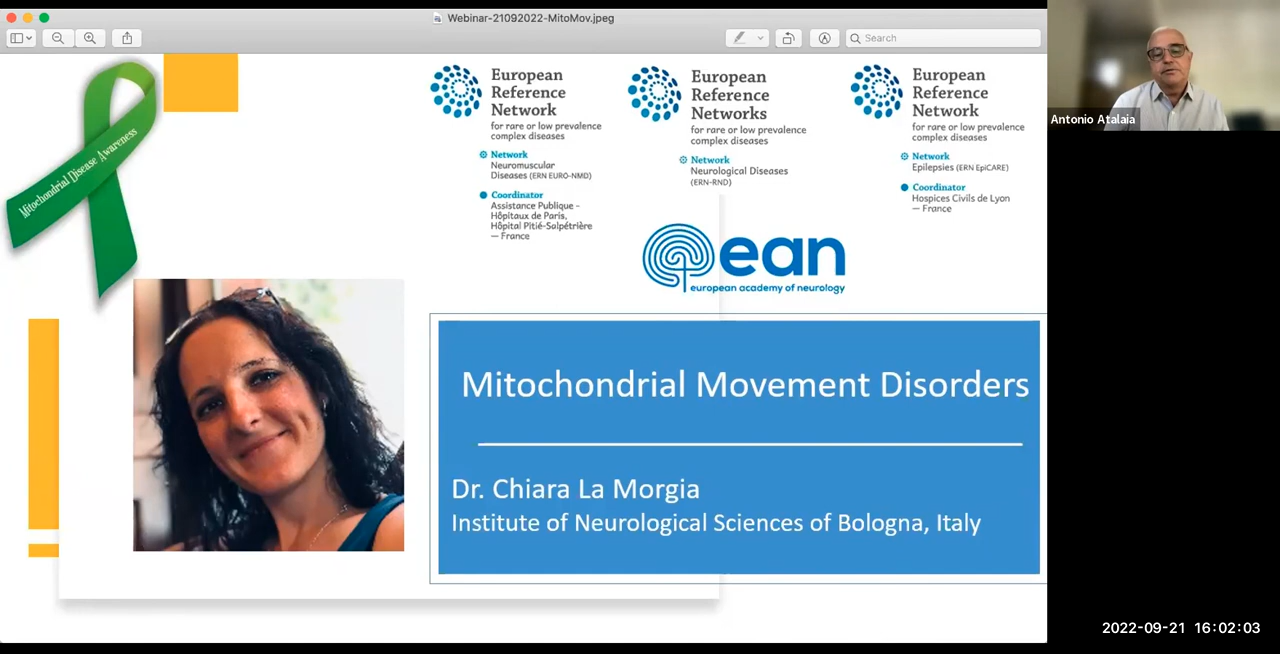 Webinar-21092022-MitoMov.jpeg
Search
Mitochondrial Disease Awareness
European
Reference
Network
for rare or low prevalence
complex diseases
Network
Neuromuscular
Diseases (ERN EURO-NMD)
Coordinator
Assistance Publique -
Hôpitaux de Paris,
Hôpital Pitié-Salpétrière
— France
European
Reference
Networks
for rare or low prevalence
complex diseases
Network
Neurological Diseases
(ERN-RND)
European
Reference
Network
for rare or low prevalence
complex diseases
Network
Epilepsies (ERN EpiCARE)
Coordinator
Hospices Civils de Lyon
— France
ean
european academy of neurology
Mitochondrial Movement Disorders
Dr. Chiara La Morgia
Institute of Neurological Sciences of Bologna, Italy
Antonio Atalaia
2022-09-21 16:02:03